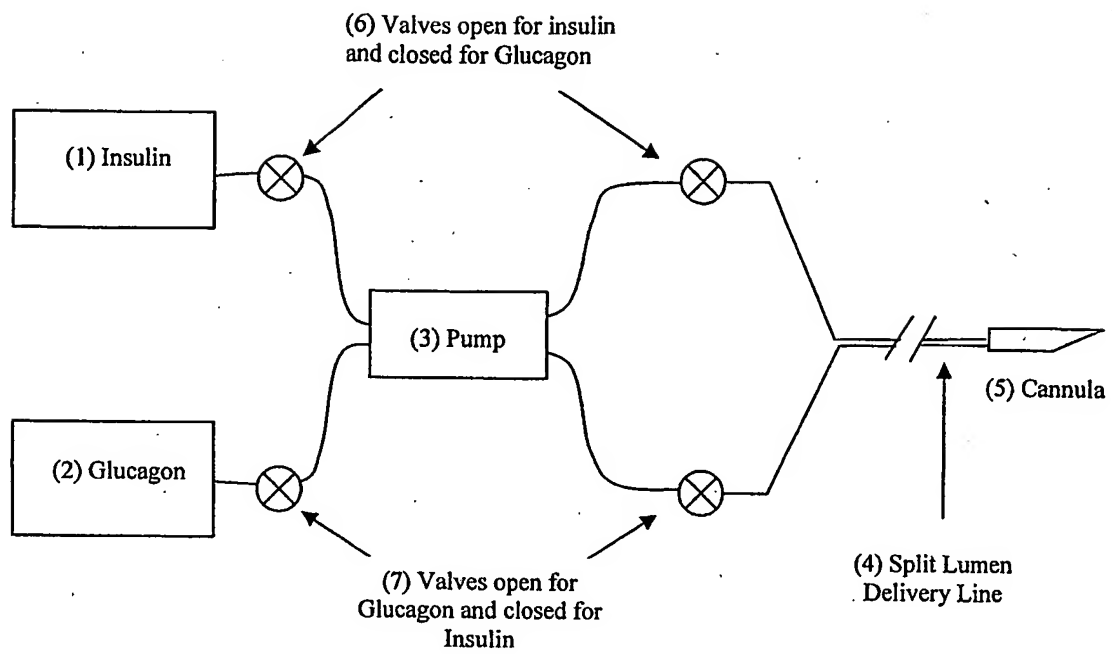 (6) Valves open for insulin
and closed for Glucagon
(1) Insulin
(3) Pump
(5) Cannula
(2) Glucagon
(4) Split Lumen
Delivery Line
(7) Valves open for
Glucagon and closed for
Insulin